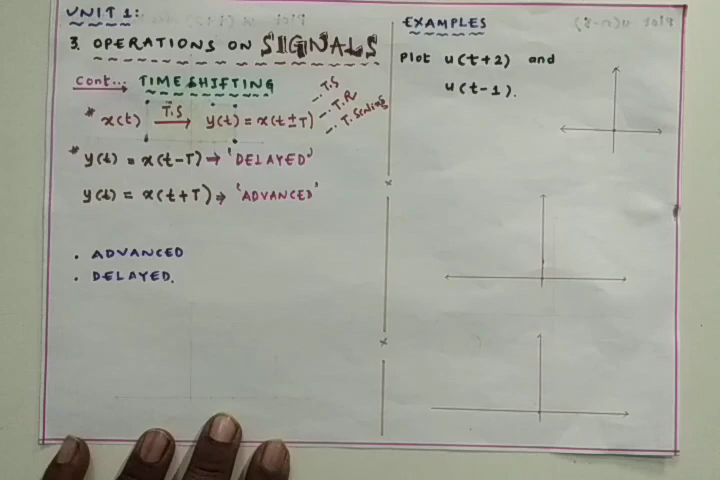 UNIT 1:
3. OPERATIONS ON SIGNALS
cont... TIME SHIFTING
* x(t) T.S → y(t) = x(t ± T)
- T.S
- T.R
- T. Scaling
* y(t) = x(t-T) → 'DELAYED'
y(t) = x(t+T) → 'ADVANCED'
. ADVANCED
. DELAYED.
EXAMPLES
Plot u(t+2) and
u(t-1).